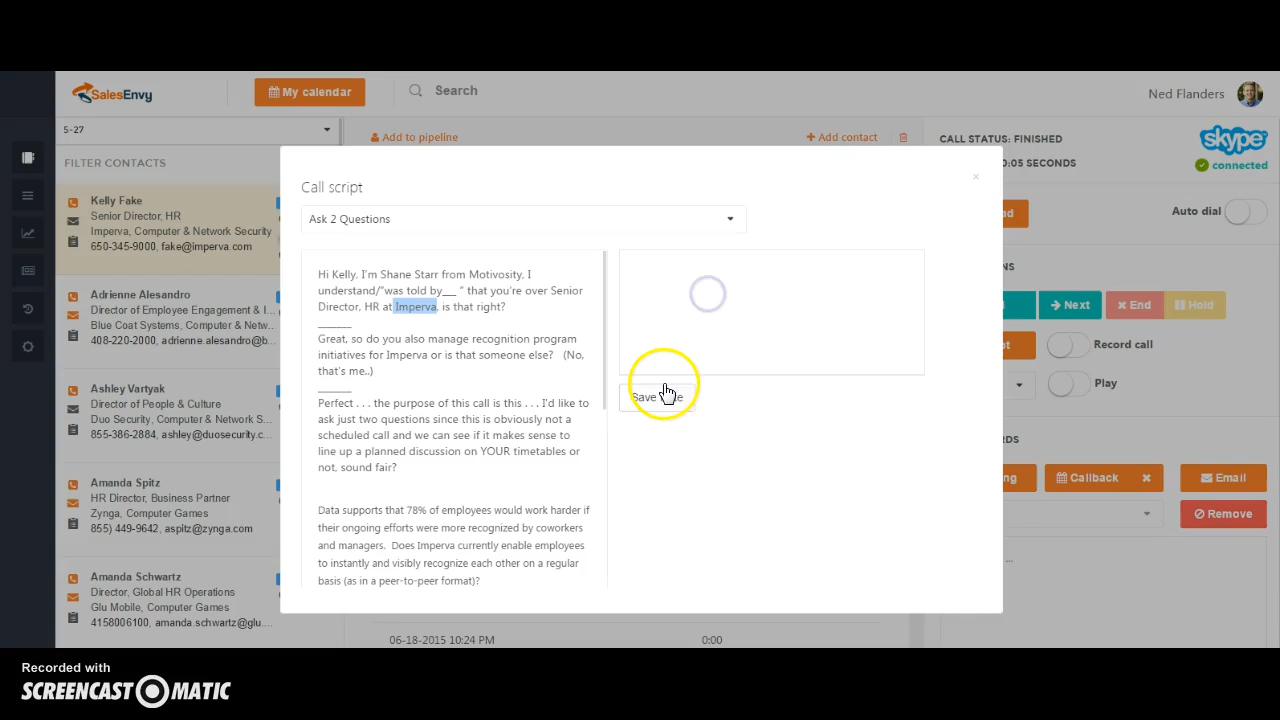 SalesEnvy
My calendar
Search
Ned Flanders
5-27
Add to pipeline
Add contact
CALL STATUS: FINISHED
:05 SECONDS
skype
connected
FILTER CONTACTS
Auto dial
Kelly Fake
Senior Director, HR
Imperva, Computer & Network Security
650-345-9000, fake@imperva.com
Adrienne Alesandro
Director of Employee Engagement & I...
Blue Coat Systems, Computer & Netw...
408-220-2000, adrienne.alesandro@b...
Ashley Vartyak
Director of People & Culture
Duo Security, Computer & Network S...
855-386-2884, ashley@duosecurity.c...
Amanda Spitz
HR Director, Business Partner
Zynga, Computer Games
855) 449-9642, aspitz@zynga.com
Amanda Schwartz
Director, Global HR Operations
Glu Mobile, Computer Games
4158006100, amanda.schwartz@glu....
Call script
×
Ask 2 Questions
Hi Kelly, I'm Shane Starr from Motivosity, I
understand/"was told by___ " that you're over Senior
Director, HR at Imperva, is that right?
_______
Great, so do you also manage recognition program
initiatives for Imperva or is that someone else? (No,
that's me..)
_______
Perfect . . . the purpose of this call is this . . . I'd like to
ask just two questions since this is obviously not a
scheduled call and we can see if it makes sense to
line up a planned discussion on YOUR timetables or
not, sound fair?
Data supports that 78% of employees would work harder if
their ongoing efforts were more recognized by coworkers
and managers. Does Imperva currently enable employees
to instantly and visibly recognize each other on a regular
basis (as in a peer-to-peer format)?
Save
Next
End
Hold
Record call
Play
Callback
Email
Remove
...
06-18-2015 10:24 PM
0:00
Recorded with
SCREENCAST O MATIC